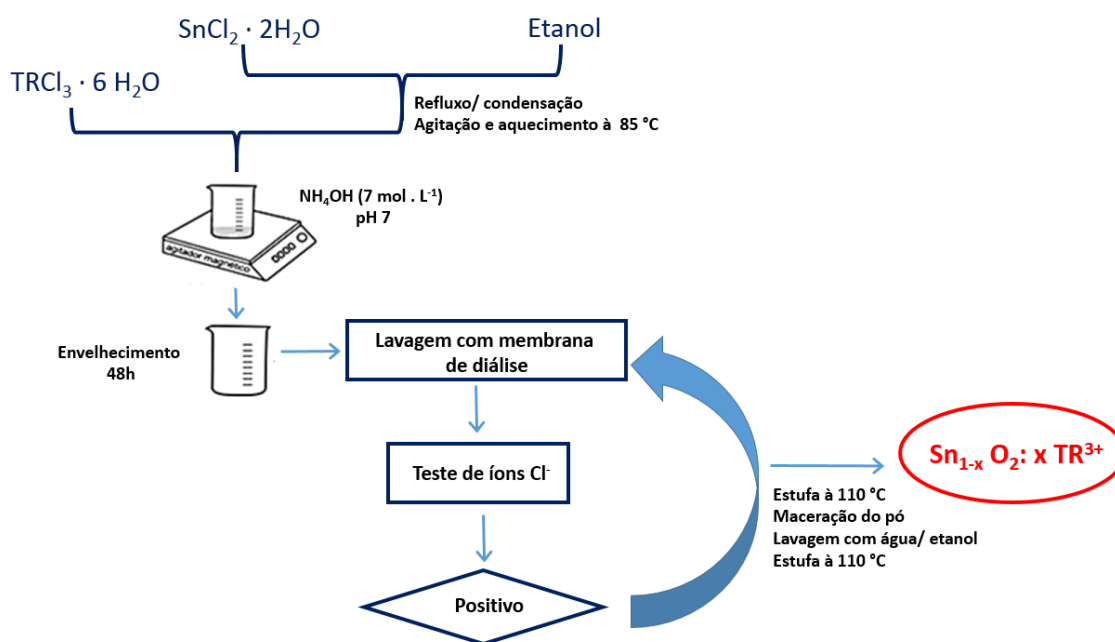 SnCl₂ · 2H₂O
Etanol
TRCl₃ · 6 H₂O
Refluxo/ condensação
Agitação e aquecimento à 85 °C
NH₄OH (7 mol . L⁻¹)
pH 7
agitador magnético
Envelhecimento
48h
Lavagem com membrana
de diálise
Teste de íons Cl⁻
Positivo
Estufa à 110 °C
Maceração do pó
Lavagem com água/ etanol
Estufa à 110 °C
Sn₁₋ₓ O₂: x TR³⁺